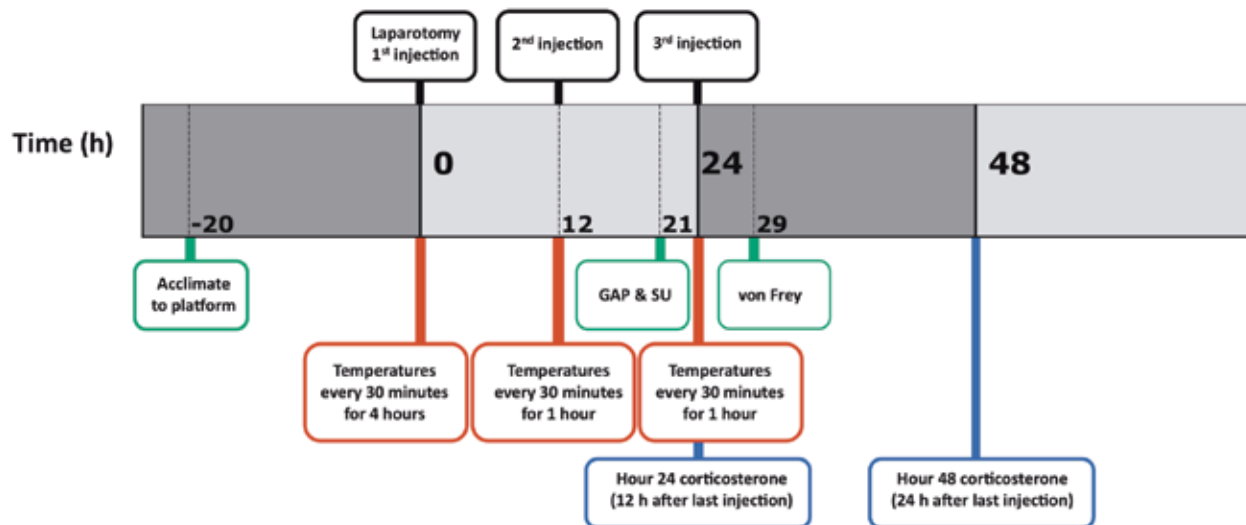 Laparotomy
1st injection
2nd injection
3rd injection
Time (h)
0
24
48
-20
12
21
29
Acclimate
to platform
GAP & SU
von Frey
Temperatures
every 30 minutes
for 4 hours
Temperatures
every 30 minutes
for 1 hour
Temperatures
every 30 minutes
for 1 hour
Hour 24 corticosterone
(12 h after last injection)
Hour 48 corticosterone
(24 h after last injection)